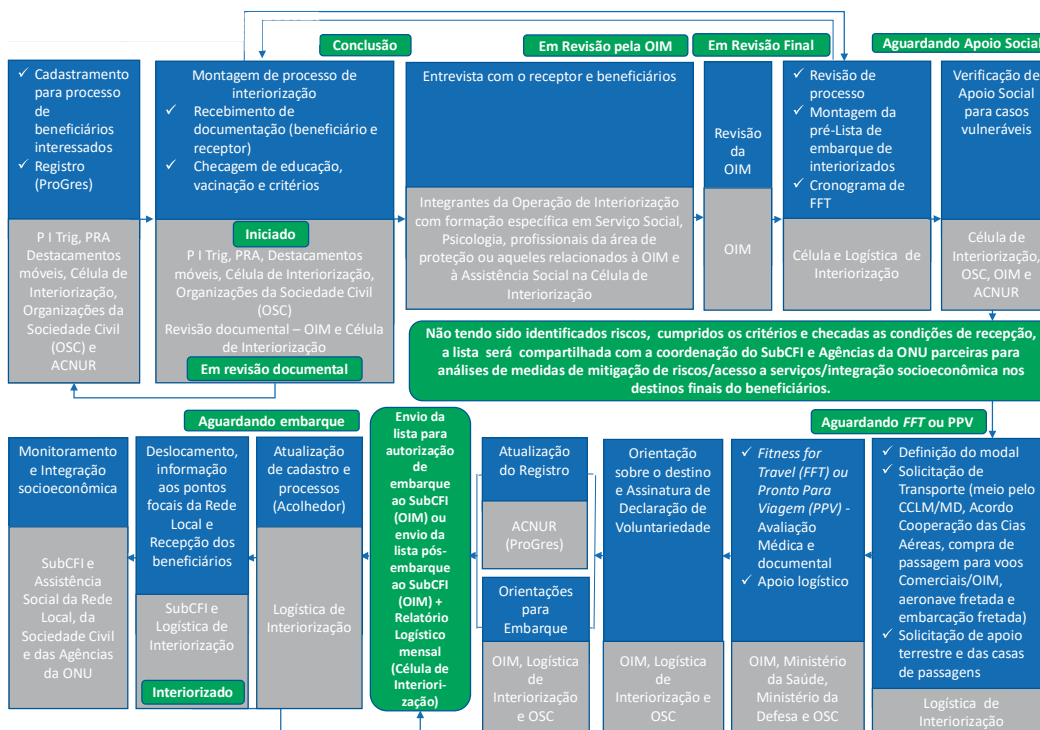 Conclusão
Em Revisão pela OIM
Em Revisão Final
Aguardando Apoio Social
✓ Cadastramento
para processo
de
beneficiários
interessados
✓ Registro
(ProGres)
P I Trig, PRA
Destacamentos
móveis, Célula de
Interiorização,
Organizações da
Sociedade Civil
(OSC) e
ACNUR
Montagem de processo de
interiorização
✓ Recebimento de
documentação (beneficiário e
receptor)
✓ Checagem de educação,
vacinação e critérios
Iniciado
P I Trig, PRA, Destacamentos
móveis, Célula de Interiorização,
Organizações da Sociedade Civil
(OSC)
Revisão documental – OIM e Célula
de Interiorização
Em revisão documental
Entrevista com o receptor e beneficiários
Integrantes da Operação de Interiorização
com formação específica em Serviço Social,
Psicologia, profissionais da área de
proteção ou aqueles relacionados à OIM e
à Assistência Social na Célula de
Interiorização
Revisão
da
OIM
OIM
✓ Revisão de
processo
✓ Montagem da
pré-Lista de
embarque de
interiorizados
✓ Cronograma de
FFT
Célula e Logística de
Interiorização
Verificação de
Apoio Social
para casos
vulneráveis
Célula de
Interiorização,
OSC, OIM e
ACNUR
Não tendo sido identificados riscos, cumpridos os critérios e checadas as condições de recepção,
a lista será compartilhada com a coordenação do SubCFI e Agências da ONU parceiras para
análises de medidas de mitigação de riscos/acesso a serviços/integração socioeconômica nos
destinos finais do beneficiários.
Aguardando embarque
Aguardando FFT ou PPV
Monitoramento
e Integração
socioeconômica
SubCFI e
Assistência
Social da Rede
Local, da
Sociedade Civil
e das Agências
da ONU
Deslocamento,
informação
aos pontos
focais da Rede
Local e
Recepção dos
beneficiários
SubCFI e
Logística de
Interiorização
Interiorizado
Atualização
de cadastro e
processos
(Acolhedor)
Logística de
Interiorização
Envio da
lista para
autorização
de
embarque
ao SubCFI
(OIM) ou
envio da
lista pós-
embarque
ao SubCFI
(OIM) +
Relatório
Logístico
mensal
(Célula de
Interiori-
zação)
Atualização
do Registro
ACNUR
(ProGres)
Orientações
para
Embarque
OIM, Logística
de
Interiorização
e OSC
Orientação
sobre o destino
e Assinatura de
Declaração de
Voluntariedade
OIM, Logística
de
Interiorização e
OSC
✓ Fitness for
Travel (FFT) ou
Pronto Para
Viagem (PPV) -
Avaliação
Médica e
documental
✓ Apoio logístico
OIM, Ministério
da Saúde,
Ministério da
Defesa e OSC
✓ Definição do modal
✓ Solicitação de
Transporte (meio pelo
CCLM/MD, Acordo
Cooperação das Cias
Aéreas, compra de
passagem para voos
Comerciais/OIM,
aeronave fretada e
embarcação fretada)
✓ Solicitação de apoio
terrestre e das casas
de passagens
Logística de
Interiorização